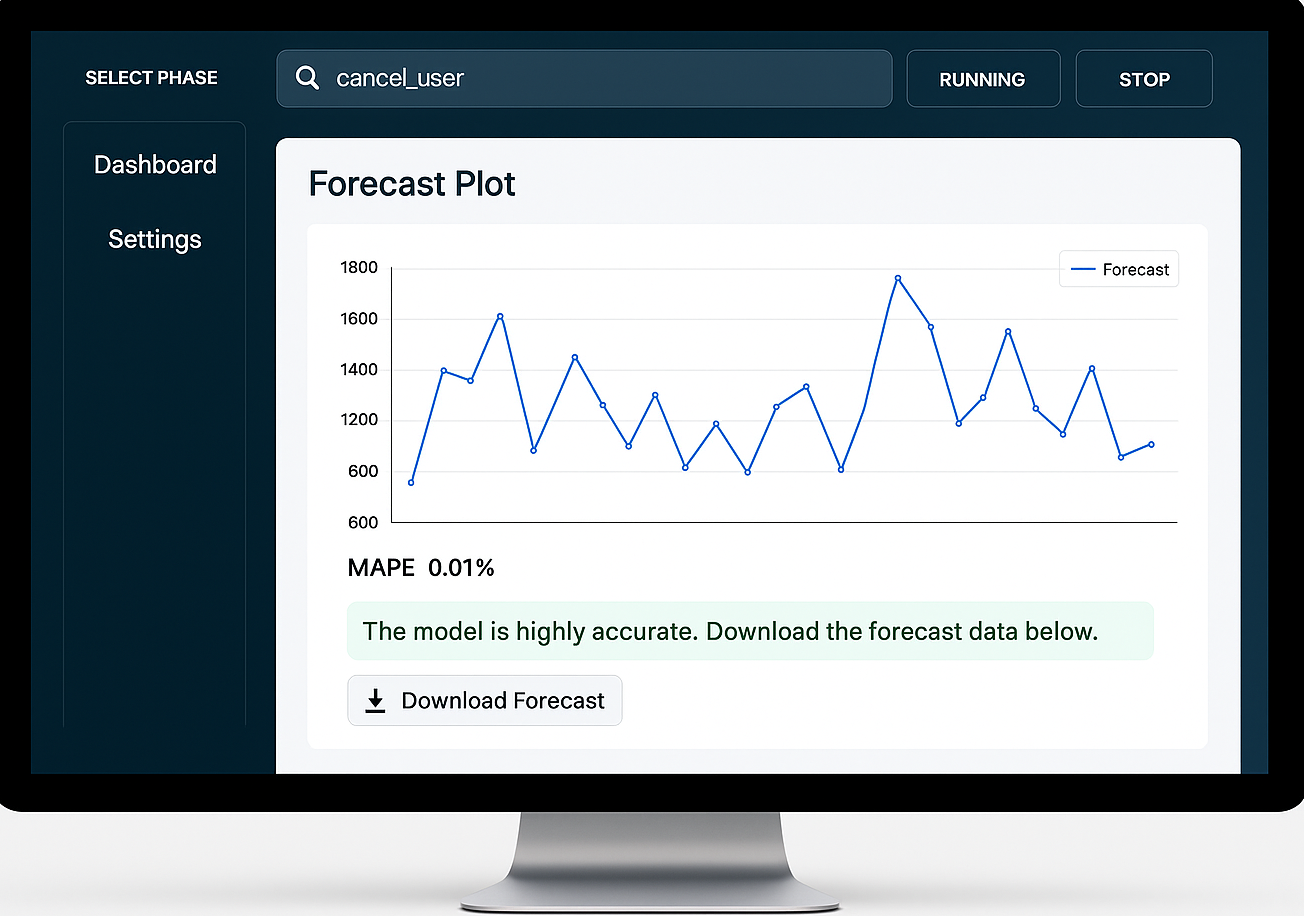 SELECT PHASE
cancel_user
RUNNING
STOP
Dashboard
Settings
Forecast Plot
1800
1600
1400
1200
600
600
Forecast
MAPE 0.01%
The model is highly accurate. Download the forecast data below.
Download Forecast